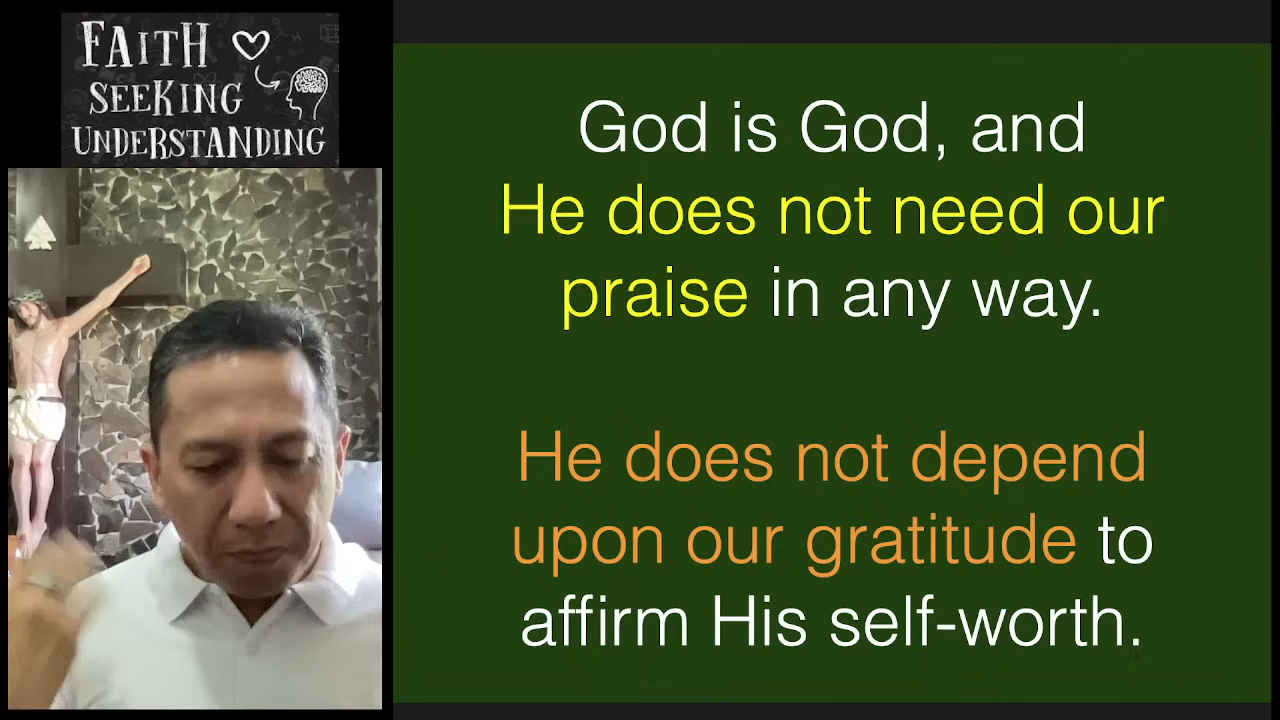 FAITH
SEEKING
UNDERSTANDING
God is God, and
He does not need our
praise in any way.
He does not depend
upon our gratitude to
affirm His self-worth.